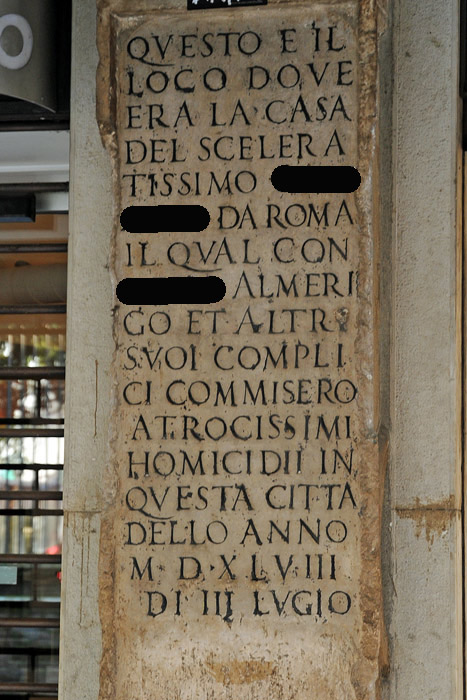 QVESTO E IL
LOCO DOVE
ERA LA CASA
DEL SCELERA
TISSIMO
DA ROMA
IL QVAL CON
ALMERI
GO ET ALTRI
SVOI COMPLI
CI COMMISERO
ATROCISSIMI
HOMICIDII IN
QVESTA CITTA
DELLO ANNO
M·D·XLVIII
DI III LVGIO